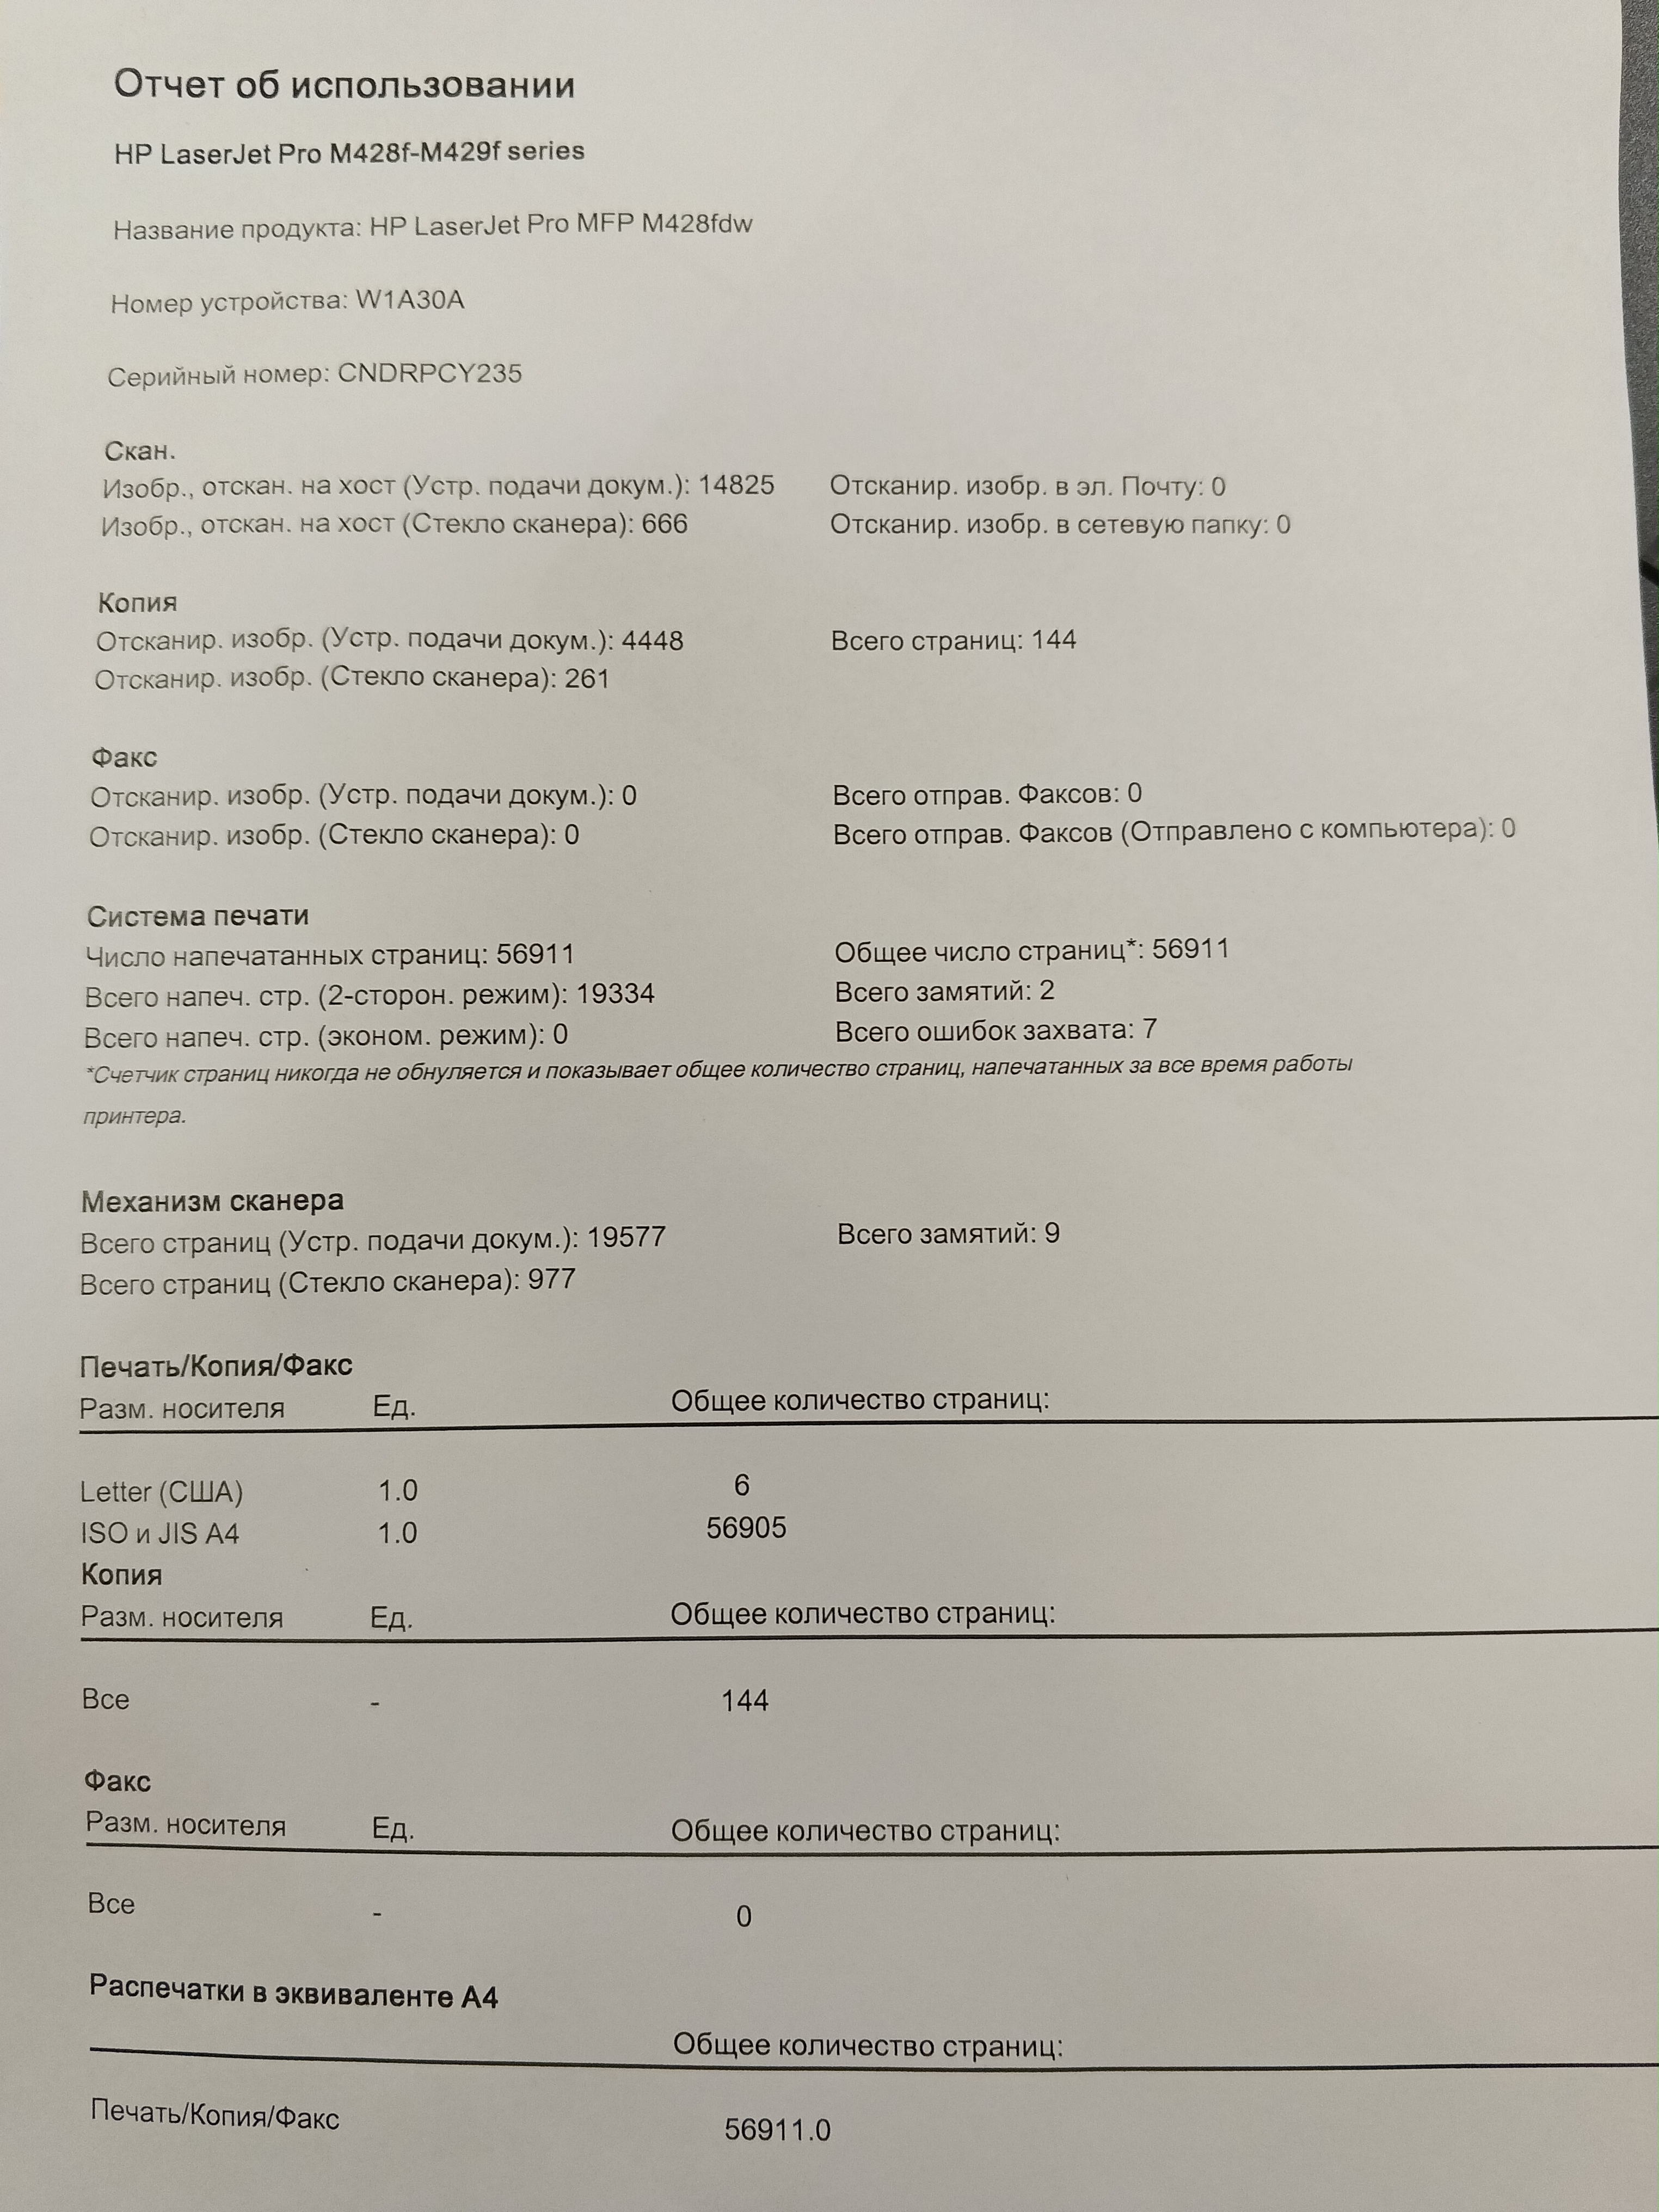 Отчет об использовании
HP LaserJet Pro M428f-M429f series
Название продукта: HP LaserJet Pro MFP M428fdw
Номер устройства: W1A30A
Серийный номер: CNDRPCY235
Скан.
Изобр., отскан. на хост (Устр. подачи докум.): 14825 Отсканир. изобр. в эл. Почту: 0
Изобр., отскан. на хост (Стекло сканера): 666 Отсканир. изобр. в сетевую папку: 0
Копия
Отсканир. изобр. (Устр. подачи докум.): 4448 Всего страниц: 144
Отсканир. изобр. (Стекло сканера): 261
Факс
Отсканир. изобр. (Устр. подачи докум.): 0 Всего отправ. Факсов: 0
Отсканир. изобр. (Стекло сканера): 0 Всего отправ. Факсов (Отправлено с компьютера): 0
Система печати
Число напечатанных страниц: 56911 Общее число страниц*: 56911
Всего напеч. стр. (2-сторон. режим): 19334 Всего замятий: 2
Всего напеч. стр. (эконом. режим): 0 Всего ошибок захвата: 7
*Счетчик страниц никогда не обнуляется и показывает общее количество страниц, напечатанных за все время работы
принтера.
Механизм сканера
Всего страниц (Устр. подачи докум.): 19577 Всего замятий: 9
Всего страниц (Стекло сканера): 977
Печать/Копия/Факс
Разм. носителя Ед. Общее количество страниц:
Letter (США) 1.0 6
ISO и JIS A4 1.0 56905
Копия
Разм. носителя Ед. Общее количество страниц:
Все - 144
Факс
Разм. носителя Ед. Общее количество страниц:
Все - 0
Распечатки в эквиваленте A4
Общее количество страниц:
Печать/Копия/Факс 56911.0